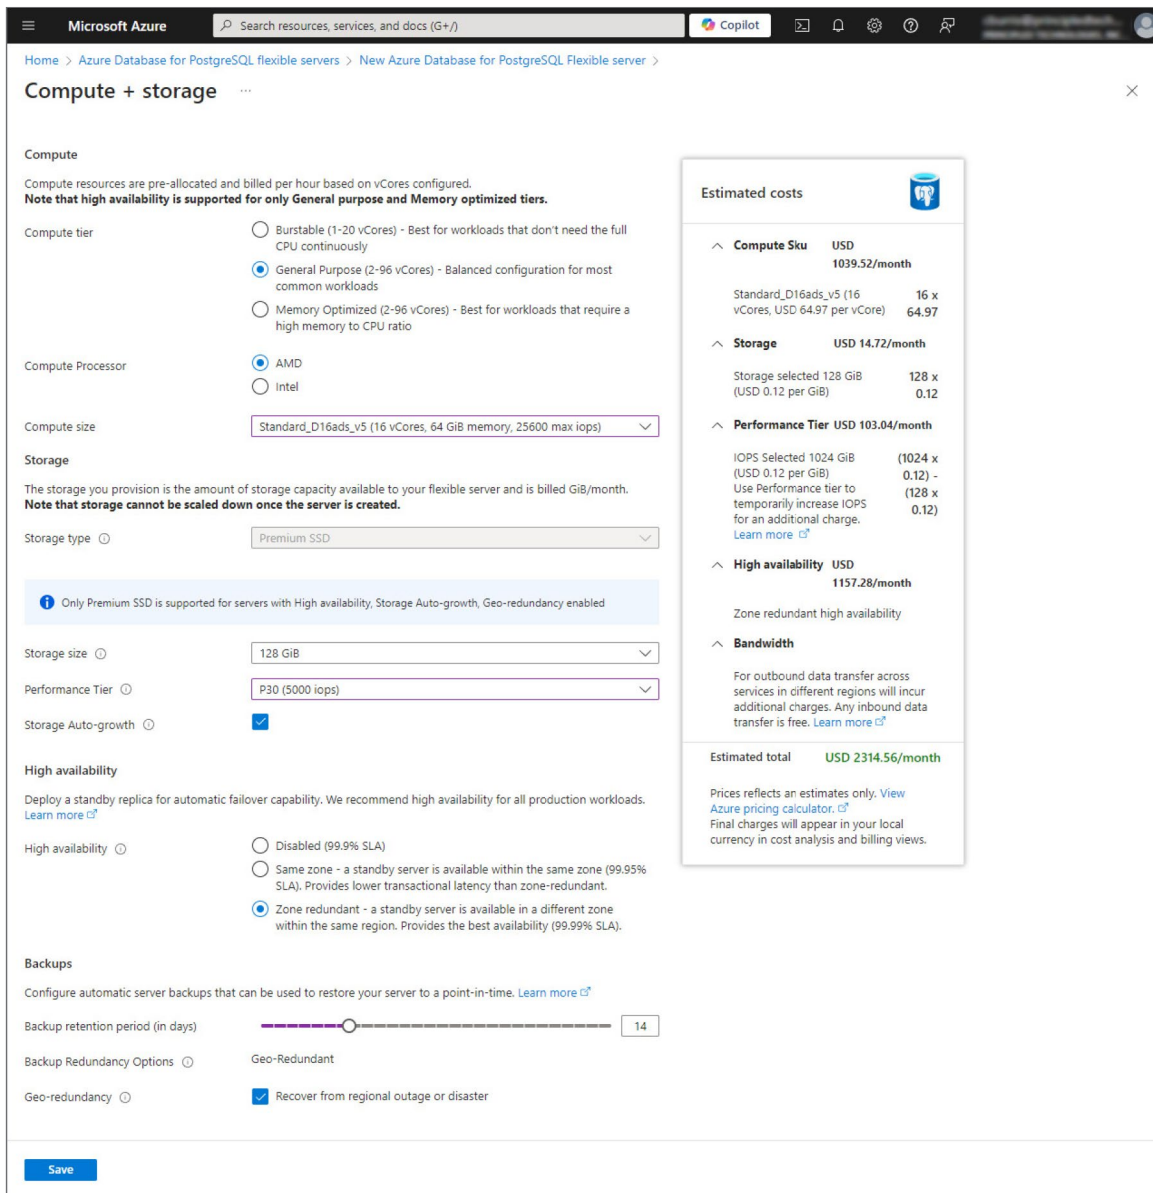 Microsoft Azure
Search resources, services, and docs (G+/)
Copilot
Home > Azure Database for PostgreSQL flexible servers > New Azure Database for PostgreSQL Flexible server >
Compute + storage ...
Compute
Compute resources are pre-allocated and billed per hour based on vCores configured.
Note that high availability is supported for only General purpose and Memory optimized tiers.
Compute tier
Burstable (1-20 vCores) - Best for workloads that don't need the full
CPU continuously
General Purpose (2-96 vCores) - Balanced configuration for most
common workloads
Memory Optimized (2-96 vCores) - Best for workloads that require a
high memory to CPU ratio
Compute Processor
AMD
Intel
Compute size
Standard_D16ads_v5 (16 vCores, 64 GiB memory, 25600 max iops)
Storage
The storage you provision is the amount of storage capacity available to your flexible server and is billed GiB/month.
Note that storage cannot be scaled down once the server is created.
Storage type
Premium SSD
Only Premium SSD is supported for servers with High availability, Storage Auto-growth, Geo-redundancy enabled
Storage size
128 GiB
Performance Tier
P30 (5000 iops)
Storage Auto-growth
High availability
Deploy a standby replica for automatic failover capability. We recommend high availability for all production workloads.
Learn more
High availability
Disabled (99.9% SLA)
Same zone - a standby server is available within the same zone (99.95%
SLA). Provides lower transactional latency than zone-redundant.
Zone redundant - a standby server is available in a different zone
within the same region. Provides the best availability (99.99% SLA).
Backups
Configure automatic server backups that can be used to restore your server to a point-in-time. Learn more
Backup retention period (in days)
14
Backup Redundancy Options
Geo-Redundant
Geo-redundancy
Recover from regional outage or disaster
Save
Estimated costs
Compute Sku USD
1039.52/month
Standard_D16ads_v5 (16 16 x
vCores, USD 64.97 per vCore) 64.97
Storage USD 14.72/month
Storage selected 128 GiB 128 x
(USD 0.12 per GiB) 0.12
Performance Tier USD 103.04/month
IOPS Selected 1024 GiB (1024 x
(USD 0.12 per GiB) 0.12) -
Use Performance tier to (128 x
temporarily increase IOPS 0.12)
for an additional charge.
Learn more
High availability USD
1157.28/month
Zone redundant high availability
Bandwidth
For outbound data transfer across
services in different regions will incur
additional charges. Any inbound data
transfer is free. Learn more
Estimated total USD 2314.56/month
Prices reflect an estimates only. View
Azure pricing calculator.
Final charges will appear in your local
currency in cost analysis and billing views.